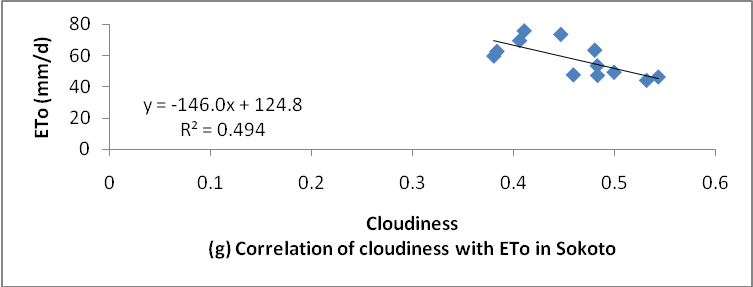 ETo (mm/d)
80
60
40
20
0
y = -146.0x + 124.8
R² = 0.494
0 0.1 0.2 0.3 0.4 0.5 0.6
Cloudiness
(g) Correlation of cloudiness with ETo in Sokoto